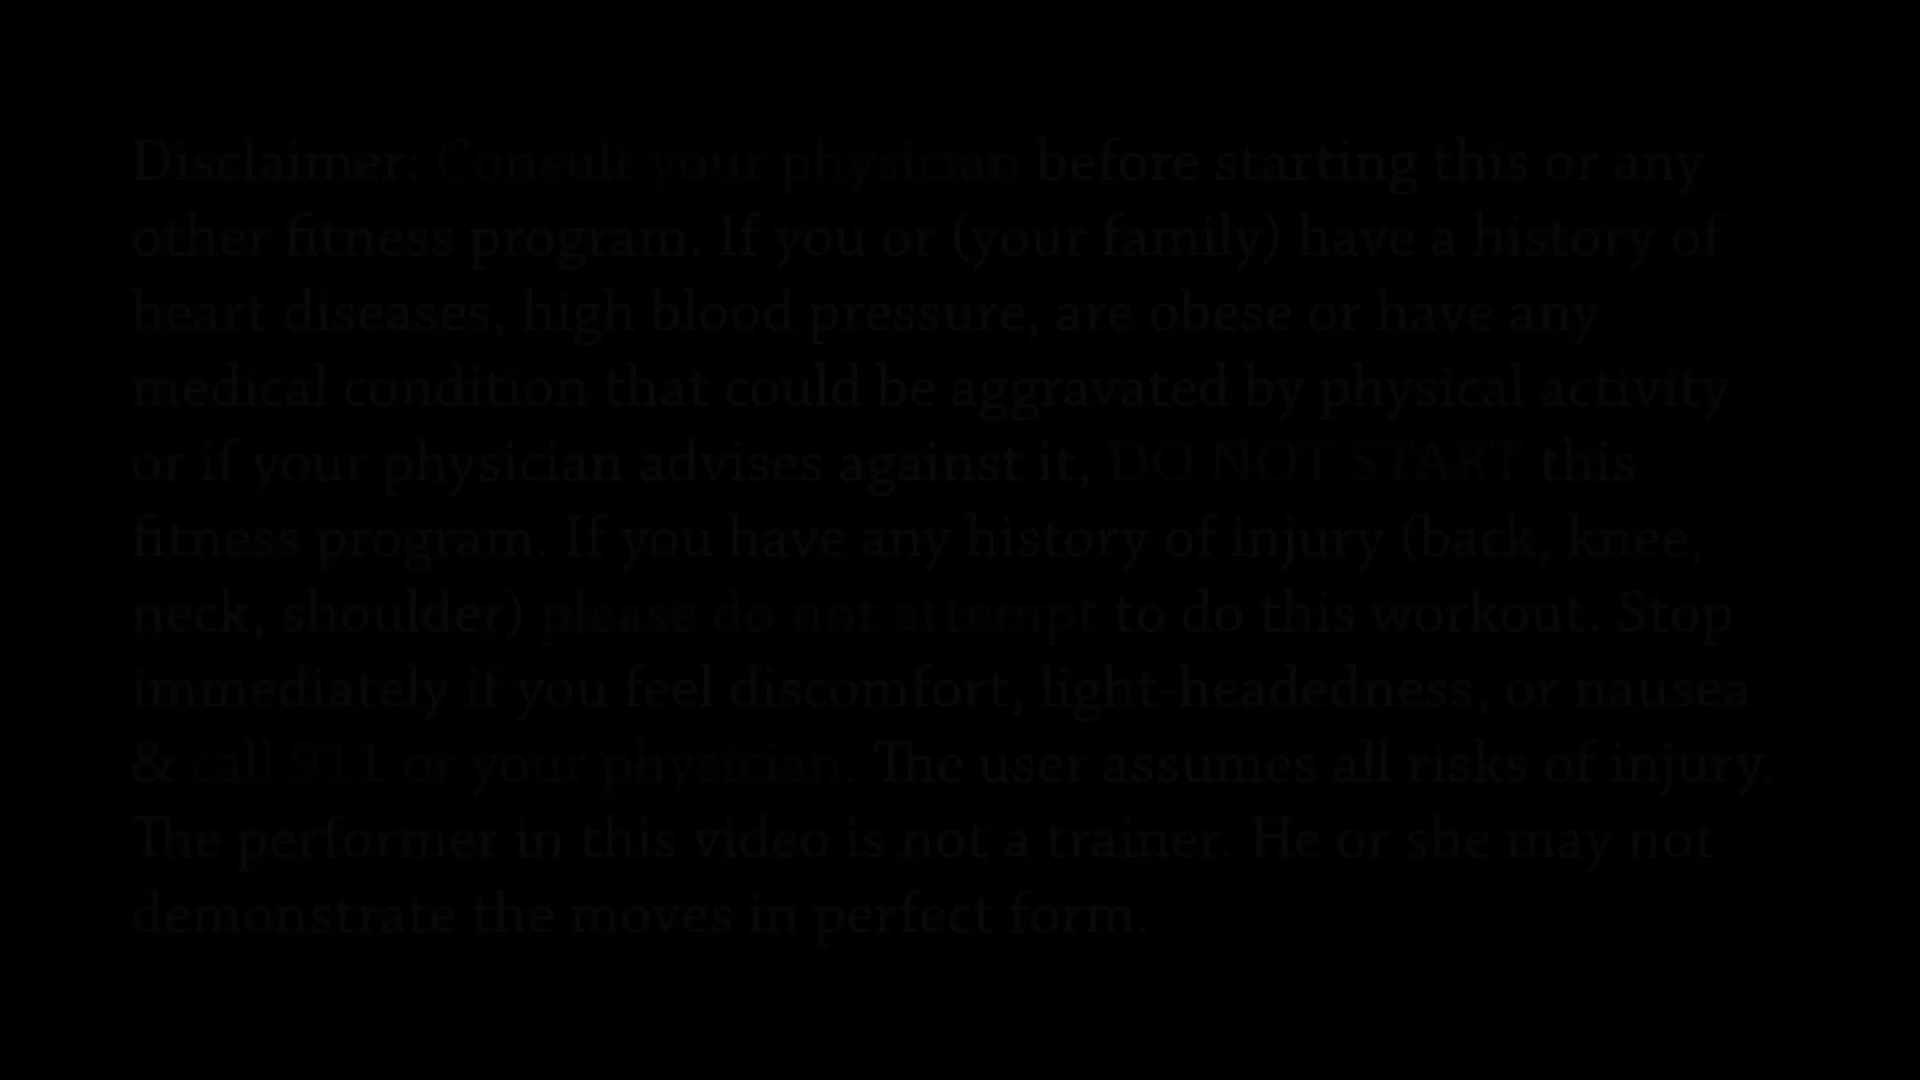 Disclaimer: Consult your physician before starting this or any
other fitness program. If you or (your family) have a history of
heart diseases, high blood pressure, are obese or have any
medical condition that could be aggravated by physical activity
or if your physician advises against it, DO NOT START this
fitness program. If you have any history of injury (back, knee,
neck, shoulder) please do not attempt to do this workout. Stop
immediately if you feel discomfort, light-headedness, or nausea
& call 911 or your physician. The user assumes all risks of injury.
The performer in this video is not a trainer. He or she may not
demonstrate the moves in perfect form.